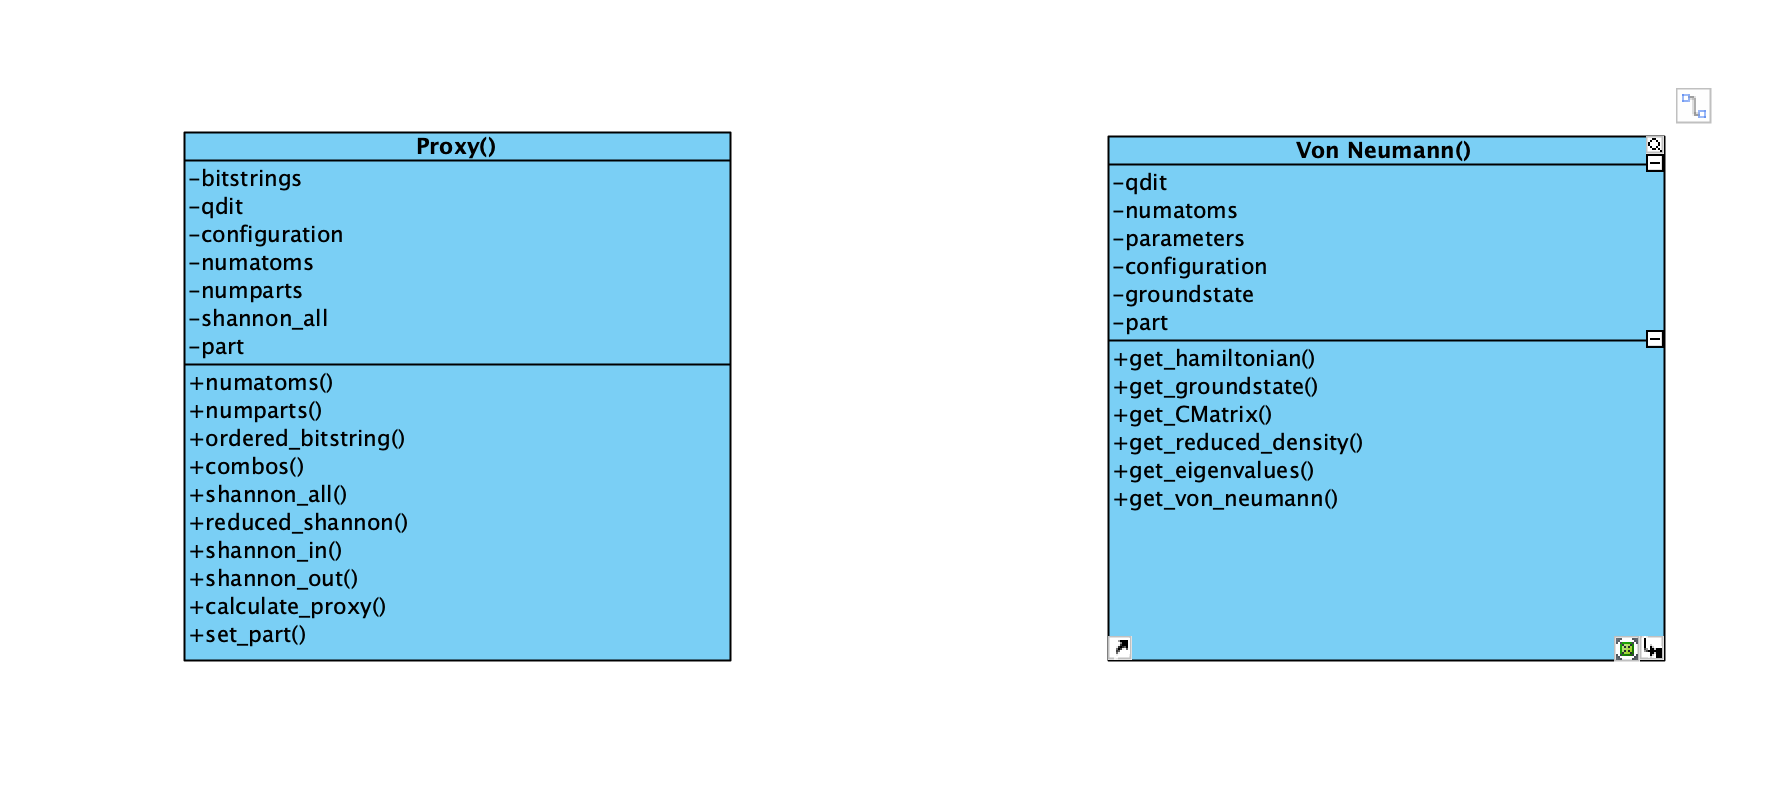 Proxy()
-bitstrings
-qdit
-configuration
-numatoms
-numparts
-shannon_all
-part
+numatoms()
+numparts()
+ordered_bitstring()
+combos()
+shannon_all()
+reduced_shannon()
+shannon_in()
+shannon_out()
+calculate_proxy()
+set_part()
Von Neumann()
-qdit
-numatoms
-parameters
-configuration
-groundstate
-part
+get_hamiltonian()
+get_groundstate()
+get_CMatrix()
+get_reduced_density()
+get_eigenvalues()
+get_von_neumann()